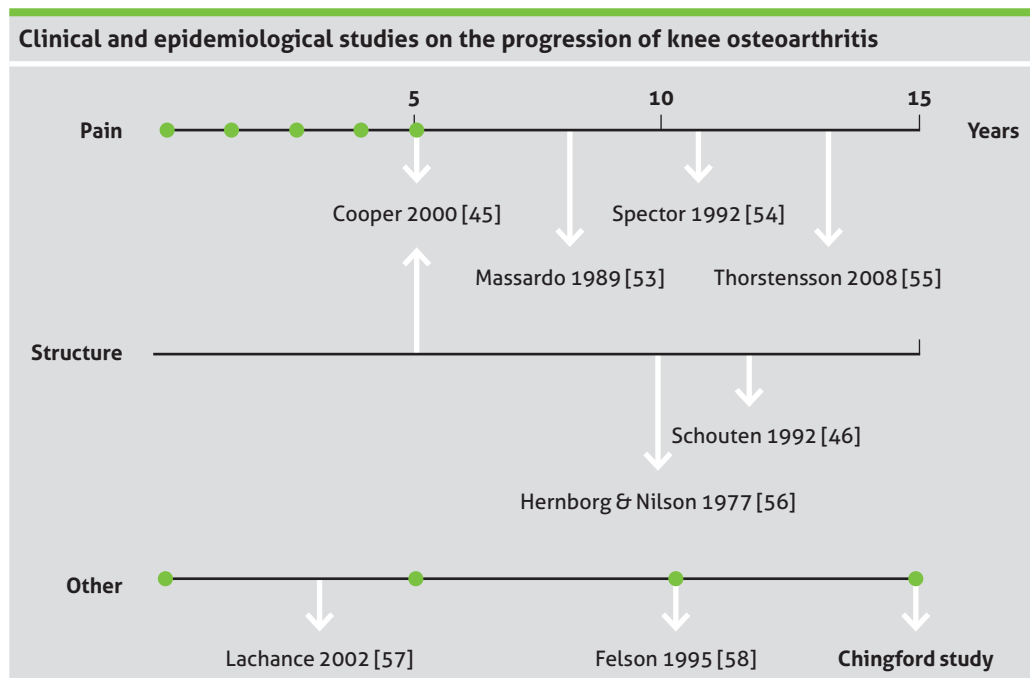 Clinical and epidemiological studies on the progression of knee osteoarthritis
5 10 15
Pain Years
Cooper 2000 [45] Spector 1992 [54]
Massardo 1989 [53] Thorstensson 2008 [55]
Structure
Schouten 1992 [46]
Hernborg & Nilson 1977 [56]
Other
Lachance 2002 [57] Felson 1995 [58] Chingford study